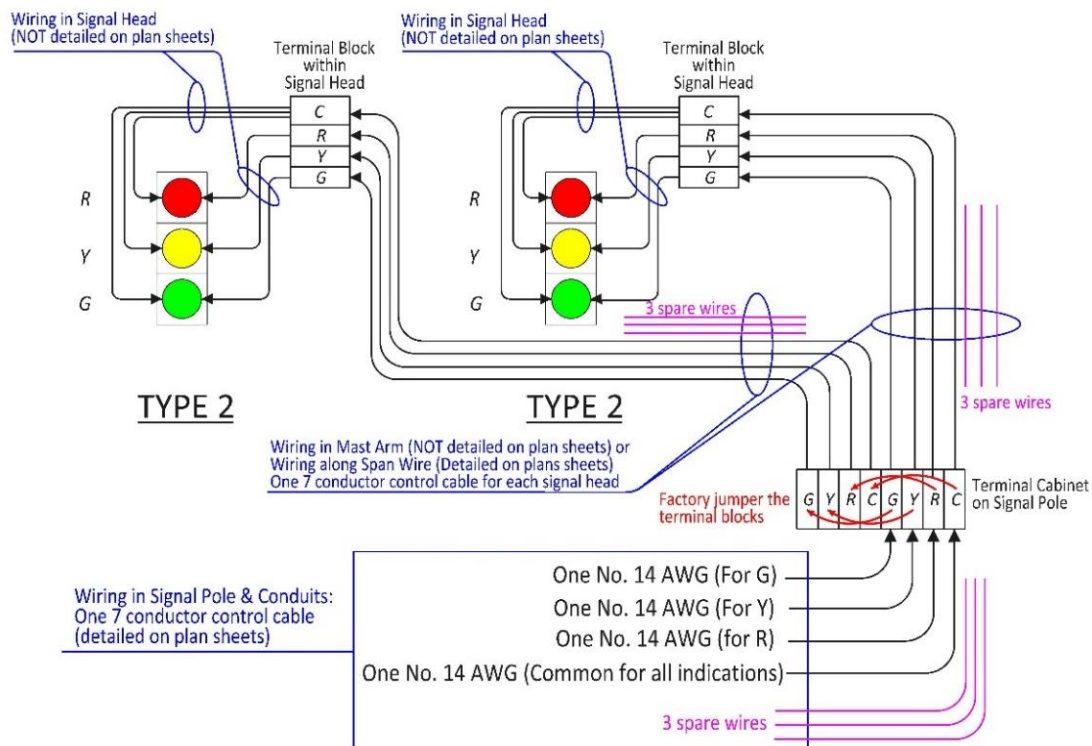 Wiring in Signal Head
(NOT detailed on plan sheets)
Terminal Block
within
Signal Head
C
R
Y
G
R
Y
G
TYPE 2
Wiring in Signal Head
(NOT detailed on plan sheets)
Terminal Block
within
Signal Head
C
R
Y
G
R
Y
G
TYPE 2
3 spare wires
3 spare wires
Wiring in Mast Arm (NOT detailed on plan sheets) or
Wiring along Span Wire (Detailed on plans sheets)
One 7 conductor control cable for each signal head
Factory jumper the
terminal blocks
G Y R C G Y R C
Terminal Cabinet
on Signal Pole
Wiring in Signal Pole & Conduits:
One 7 conductor control cable
(detailed on plan sheets)
One No. 14 AWG (For G)
One No. 14 AWG (For Y)
One No. 14 AWG (for R)
One No. 14 AWG (Common for all indications)
3 spare wires